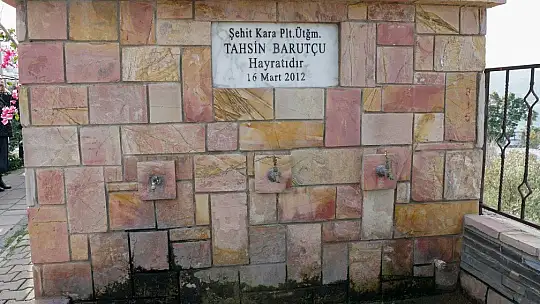 Şehit Kara Plt.Ütğm.
TAHSİN BARUTÇU
Hayratıdır
16 Mart 2012